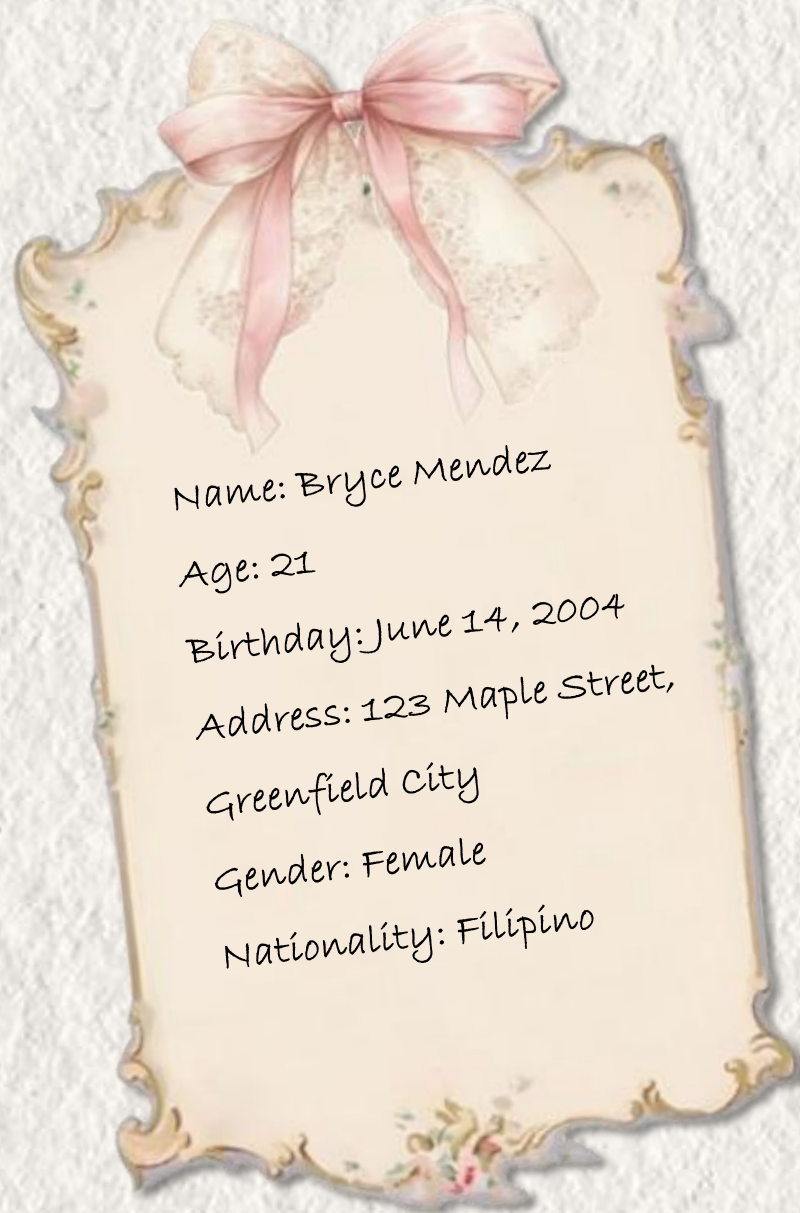 Name: Bryce Mendez
Age: 21
Birthday: June 14, 2004
Address: 123 Maple Street,
Greenfield City
Gender: Female
Nationality: Filipino